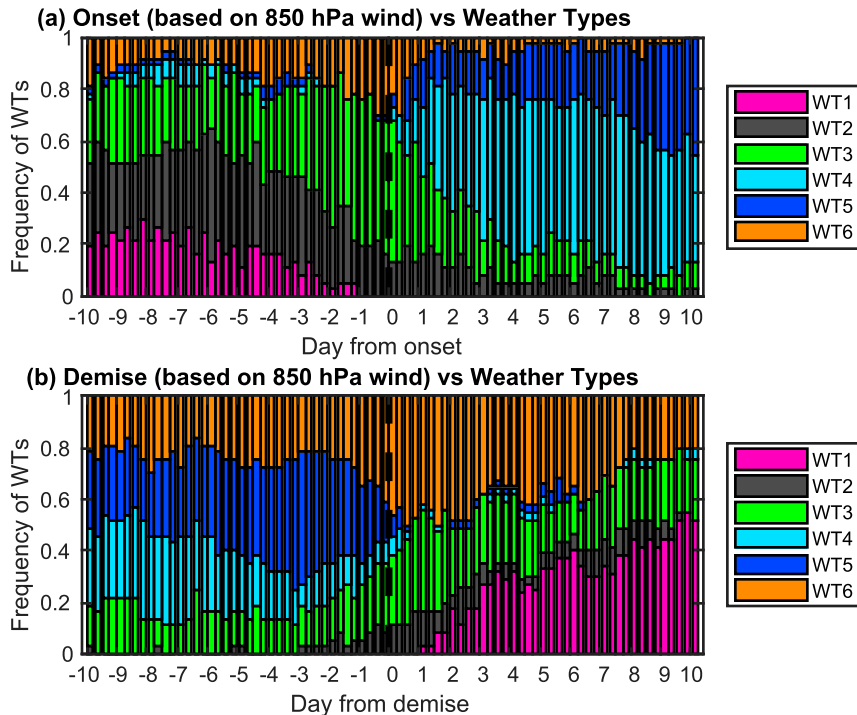 (a) Onset (based on 850 hPa wind) vs Weather Types
1
0.8
0.6
0.4
0.2
0
Frequency of WTs
-10 -9 -8 -7 -6 -5 -4 -3 -2 -1 0 1 2 3 4 5 6 7 8 9 10
Day from onset
WT1
WT2
WT3
WT4
WT5
WT6
(b) Demise (based on 850 hPa wind) vs Weather Types
1
0.8
0.6
0.4
0.2
0
Frequency of WTs
-10 -9 -8 -7 -6 -5 -4 -3 -2 -1 0 1 2 3 4 5 6 7 8 9 10
Day from demise
WT1
WT2
WT3
WT4
WT5
WT6